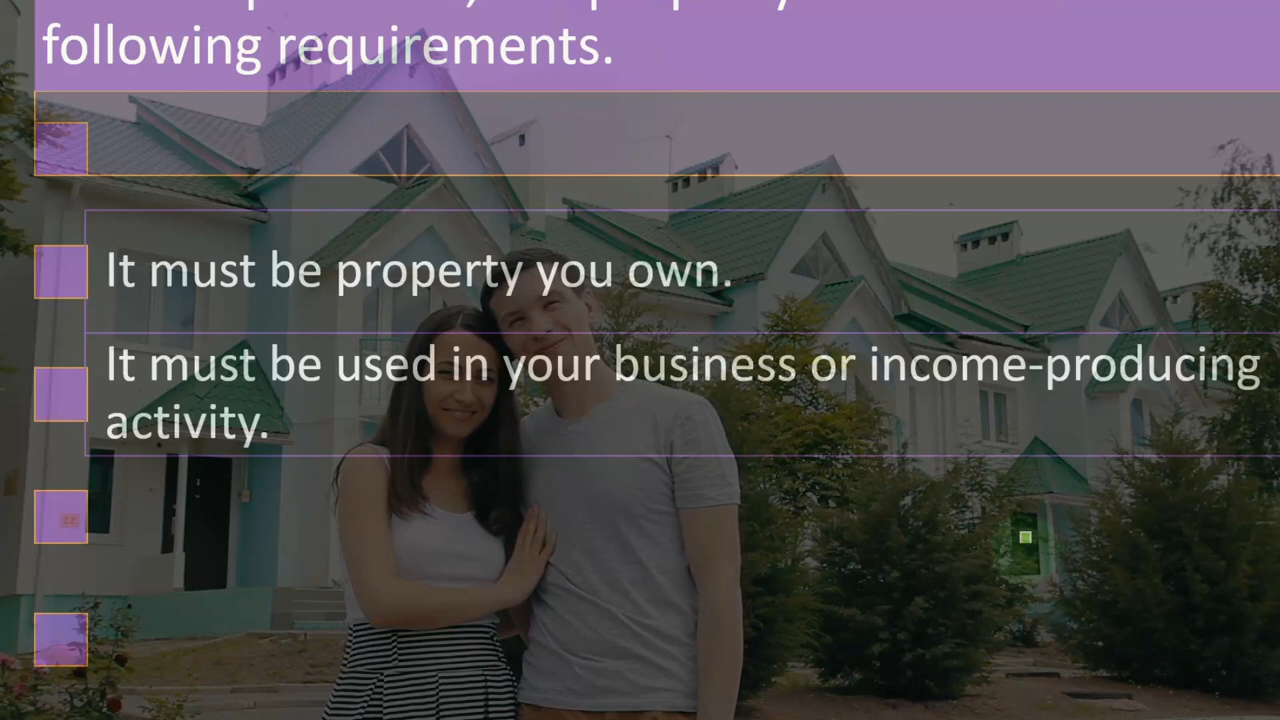 following requirements.
It must be property you own.
It must be used in your business or income-producing
activity.